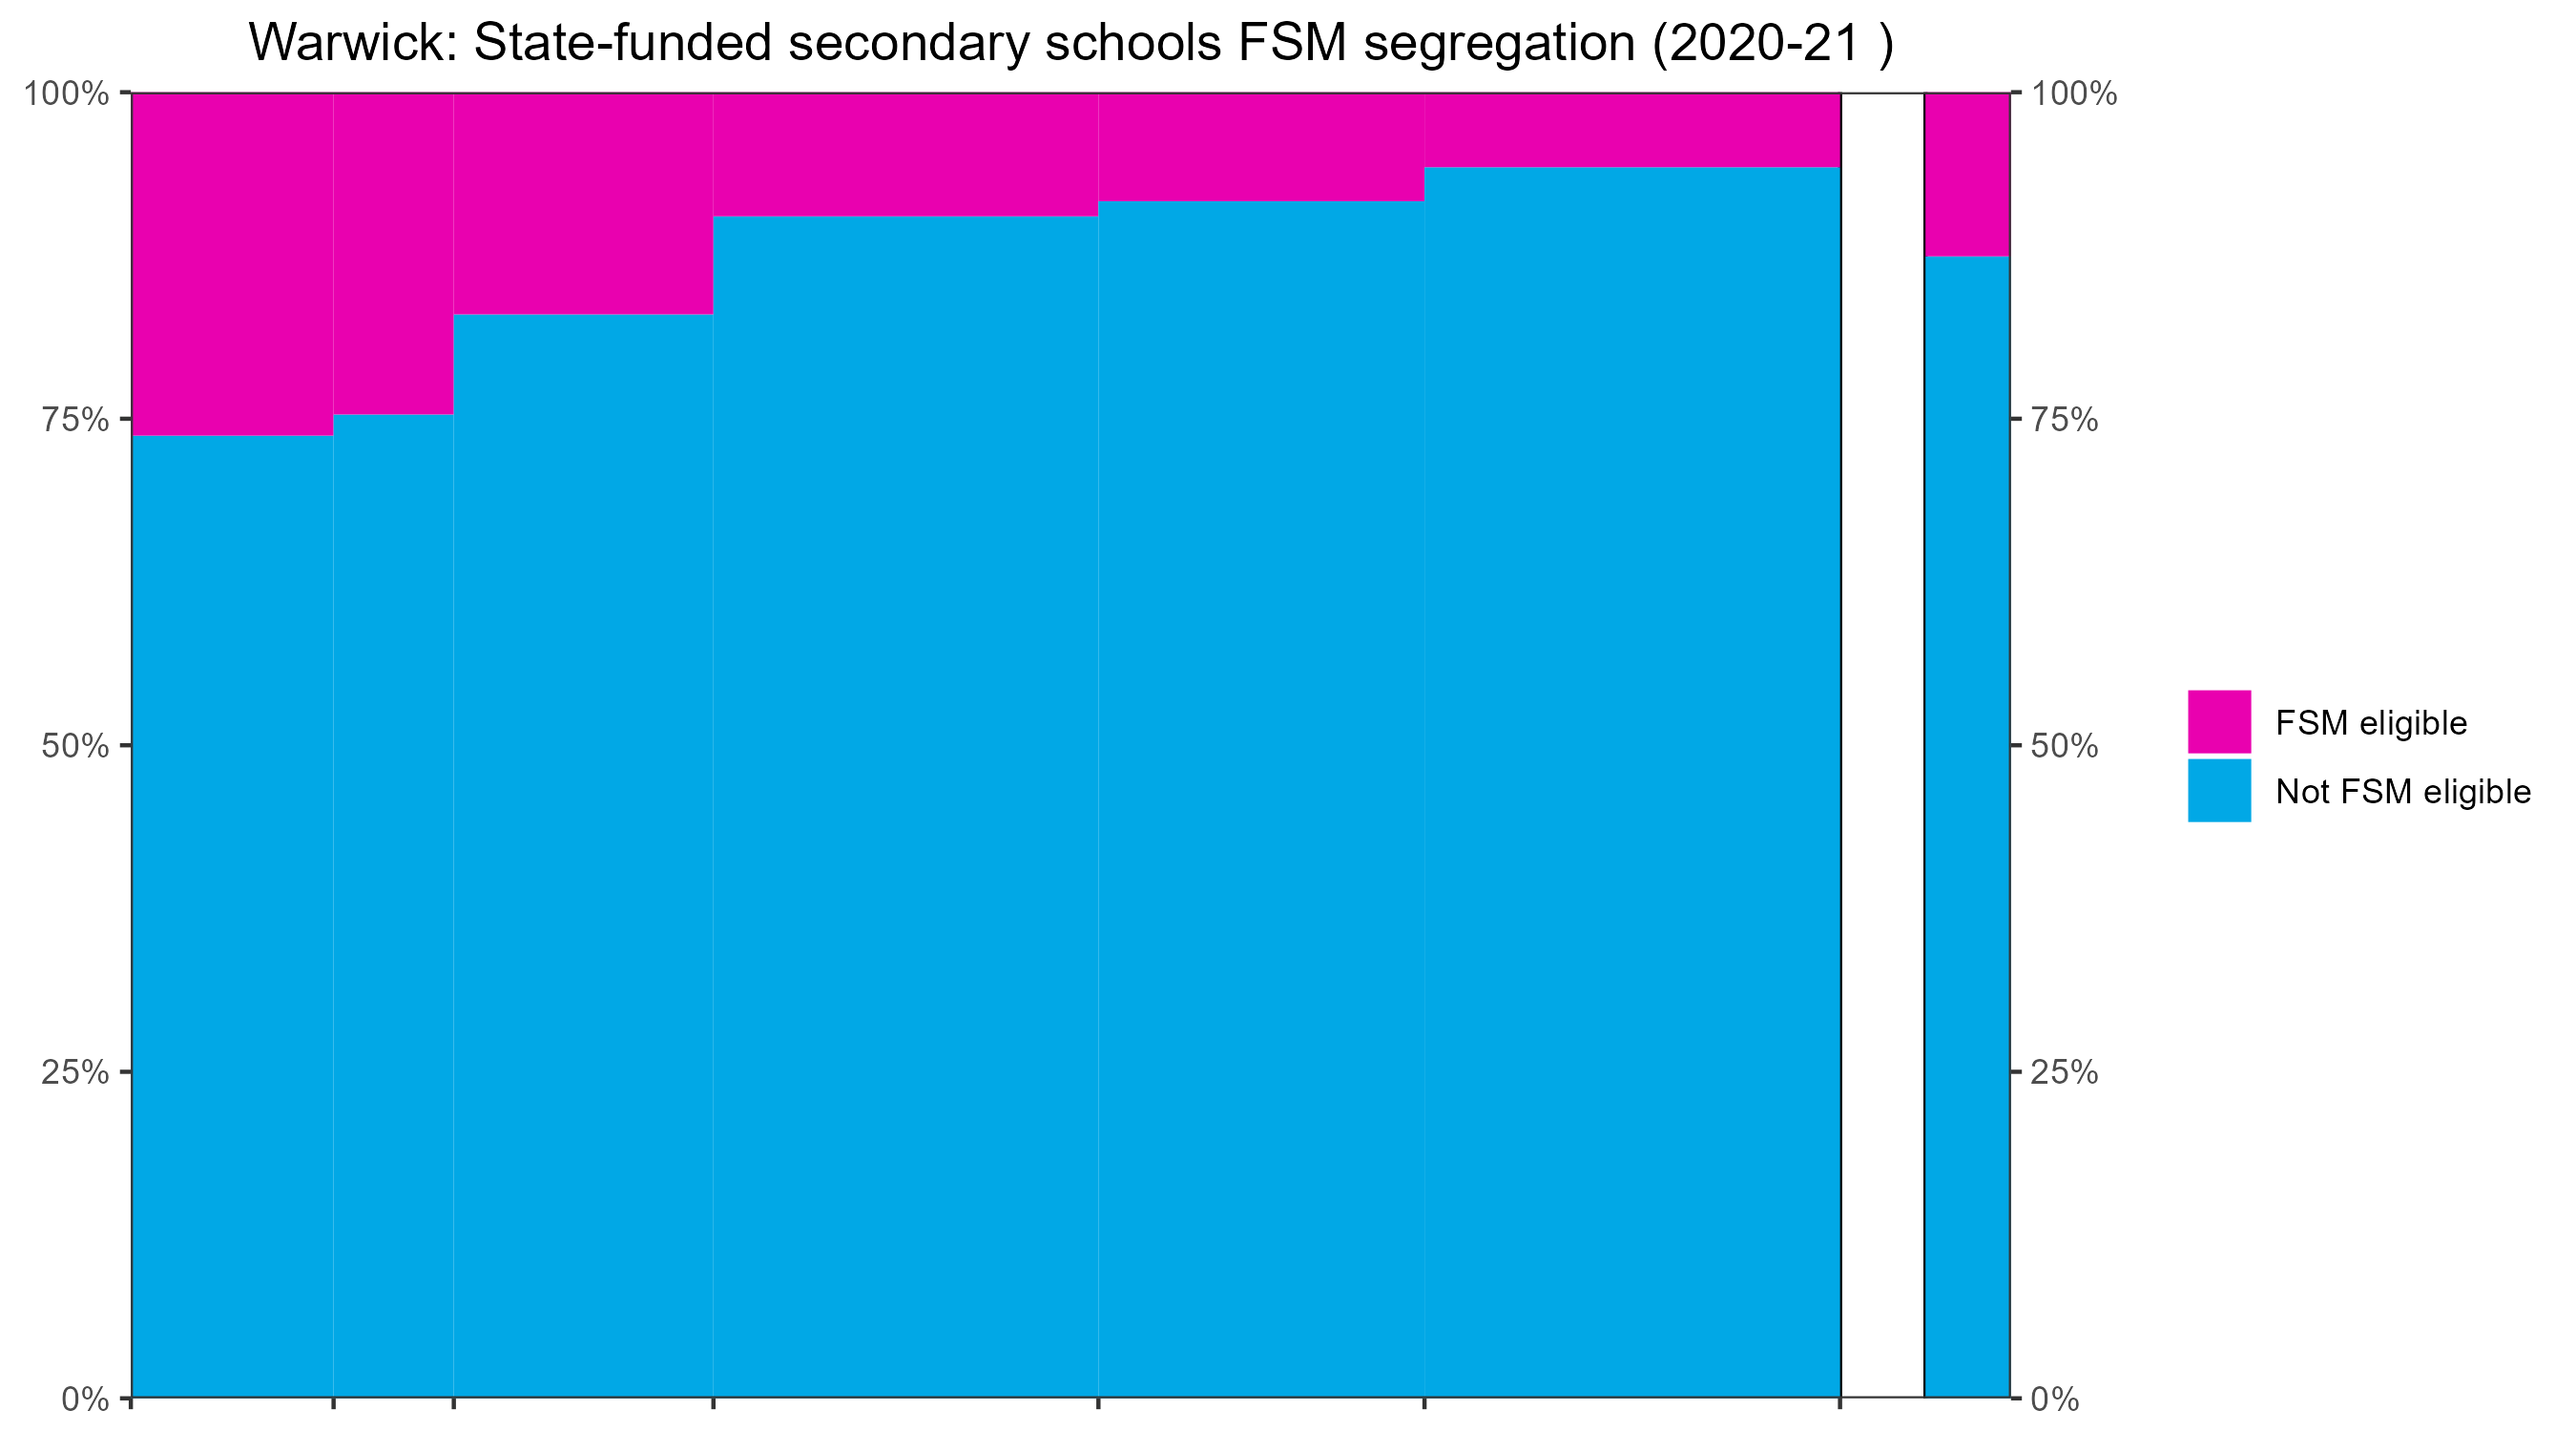 Warwick: State-funded secondary schools FSM segregation (2020-21 )
100% 100%
75% 75%
50% 50%
25% 25%
0% 0%
FSM eligible
Not FSM eligible